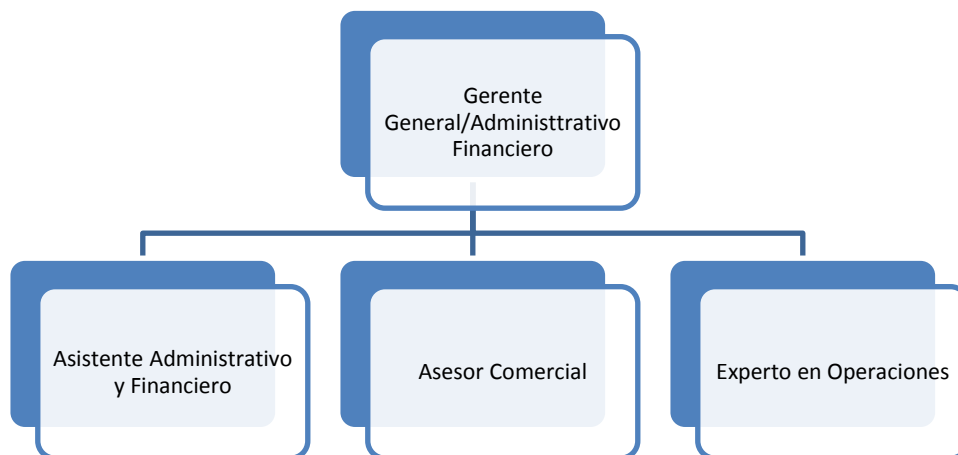 Gerente
General/Administtrativo
Financiero
Asistente Administrativo
y Financiero
Asesor Comercial
Experto en Operaciones